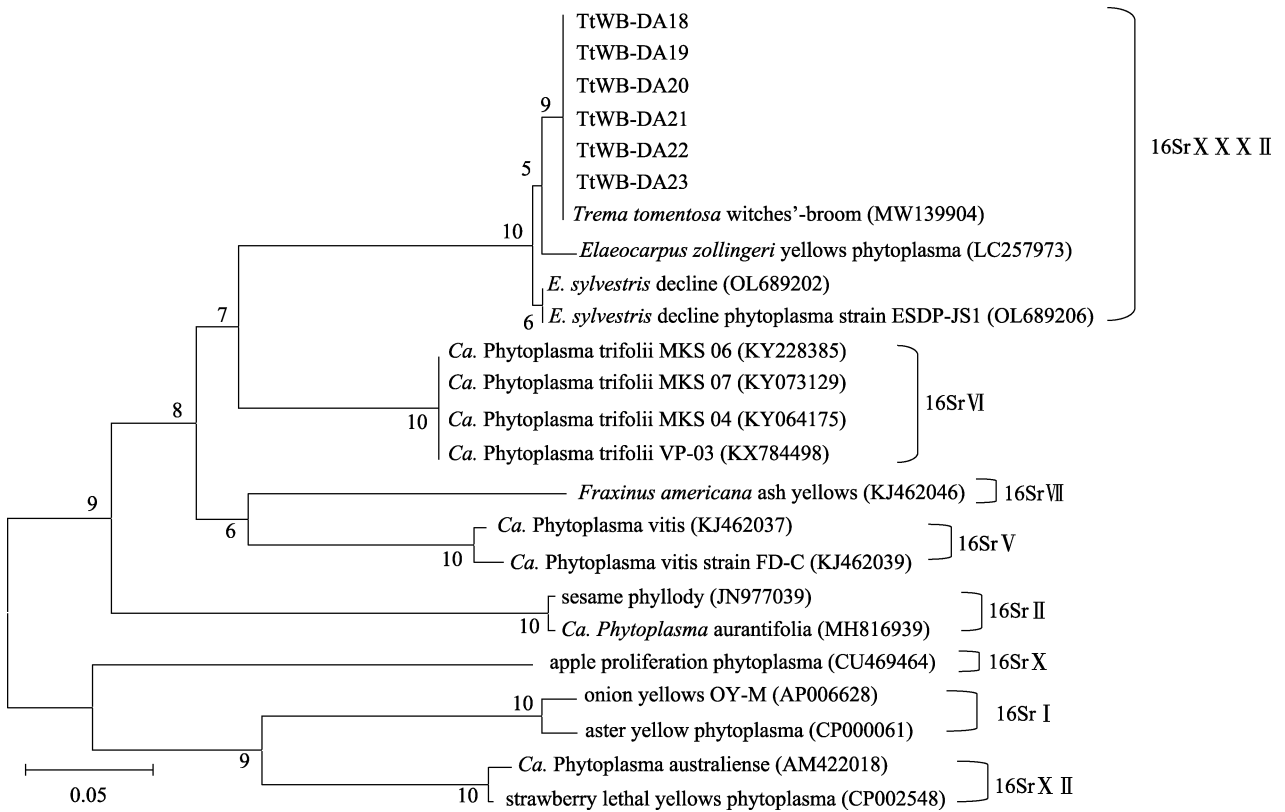 TtWB-DA18
TtWB-DA19
TtWB-DA20
9
TtWB-DA21
16SrⅩⅩⅩⅡ
TtWB-DA22
5
TtWB-DA23
Trema tomentosa witches'-broom (MW139904)
10
Elaeocarpus zollingeri yellows phytoplasma (LC257973)
E. sylvestris decline (OL689202)
7
6
E. sylvestris decline phytoplasma strain ESDP-JS1 (OL689206)
Ca. Phytoplasma trifolii MKS 06 (KY228385)
Ca. Phytoplasma trifolii MKS 07 (KY073129)
16SrⅥ
8
10
Ca. Phytoplasma trifolii MKS 04 (KY064175)
Ca. Phytoplasma trifolii VP-03 (KX784498)
Fraxinus americana ash yellows (KJ462046)
16SrⅦ
9
6
Ca. Phytoplasma vitis (KJ462037)
16SrⅤ
10
Ca. Phytoplasma vitis strain FD-C (KJ462039)
sesame phyllody (JN977039)
16SrⅡ
10
Ca. Phytoplasma aurantifolia (MH816939)
apple proliferation phytoplasma (CU469464)
16SrⅩ
10
onion yellows OY-M (AP006628)
16SrⅠ
aster yellow phytoplasma (CP000061)
9
Ca. Phytoplasma australiense (AM422018)
16SrⅩⅡ
0.05
10
strawberry lethal yellows phytoplasma (CP002548)